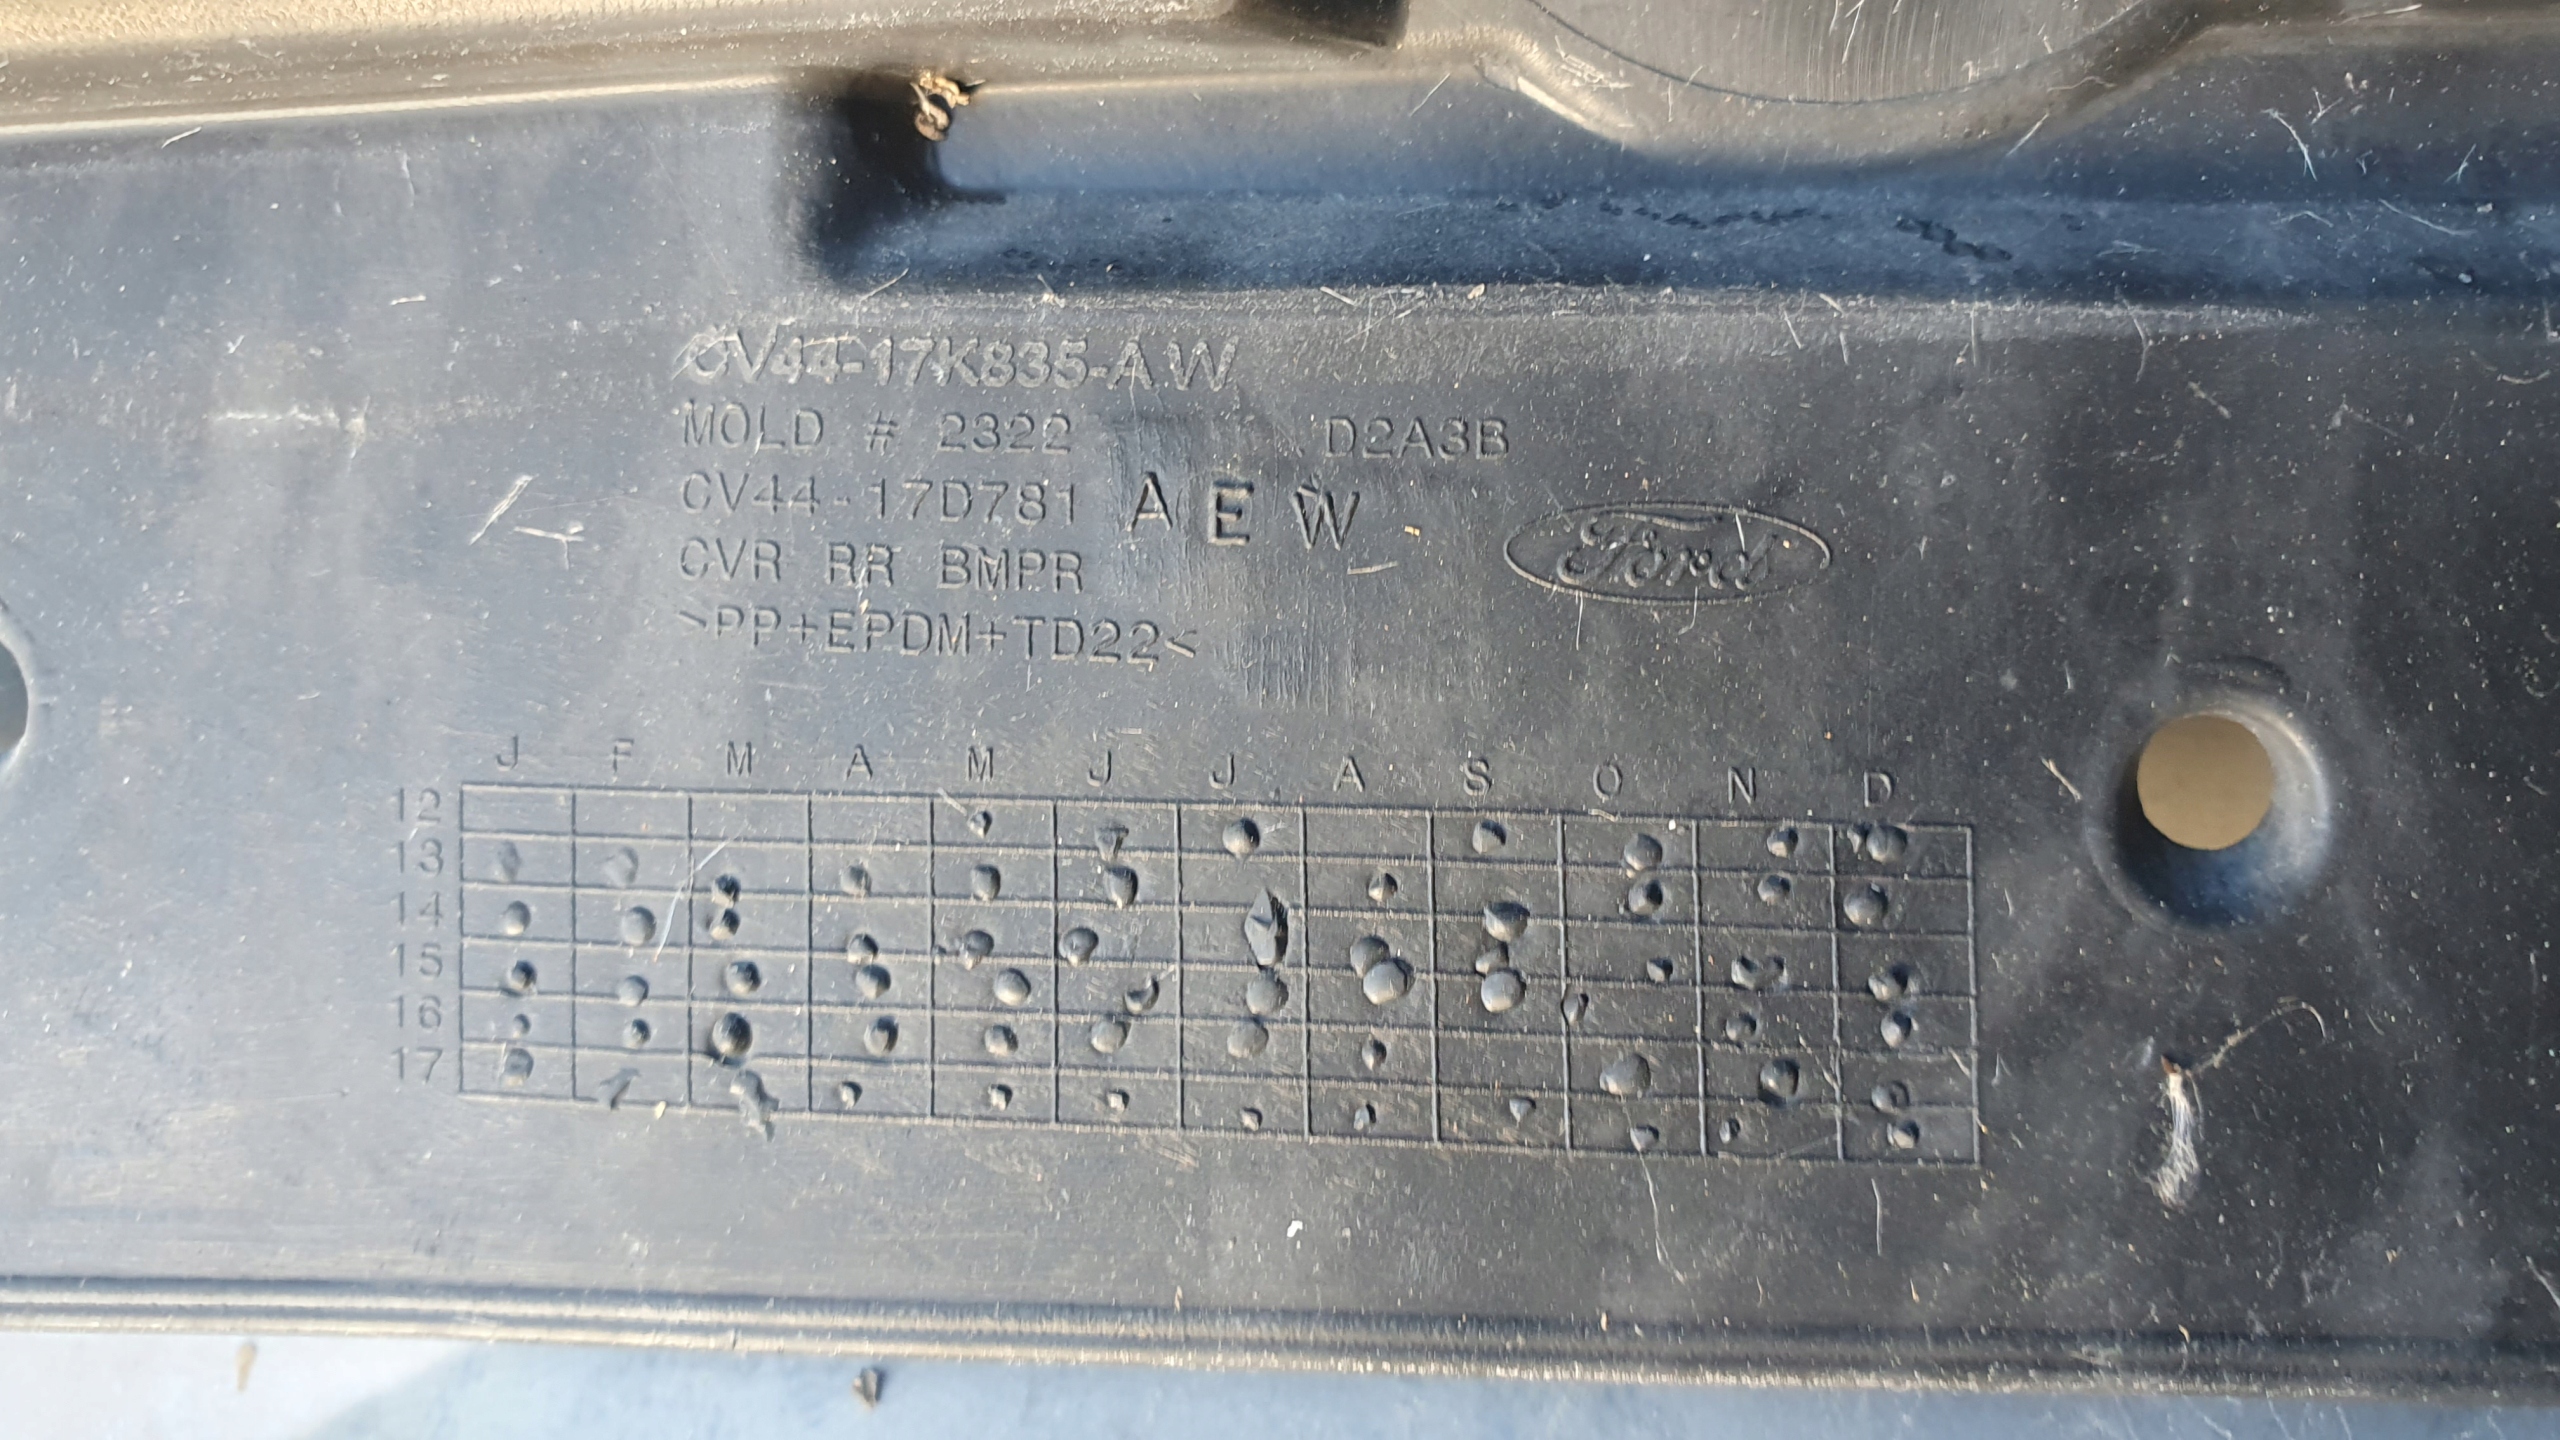 CV44-17K835-AW
MOLD # 2322 D2A3B
CV44-17D781 A E W
CVR RR BMPR
Ford
>PP+EPDM+TD22<
J F M A M J J A S O N D
12
13
14
15
16
17